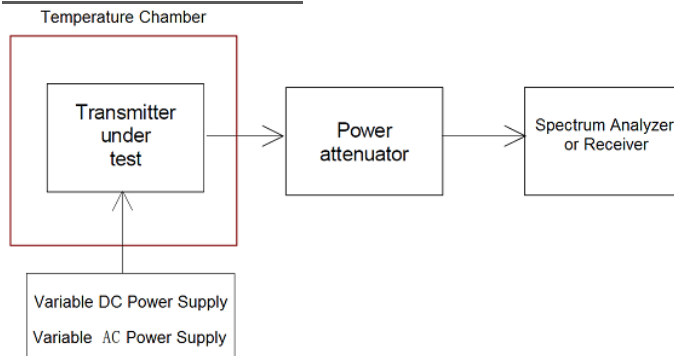 Temperature Chamber
Transmitter
under
test
Power
attenuator
Spectrum Analyzer
or Receiver
Variable DC Power Supply
Variable AC Power Supply